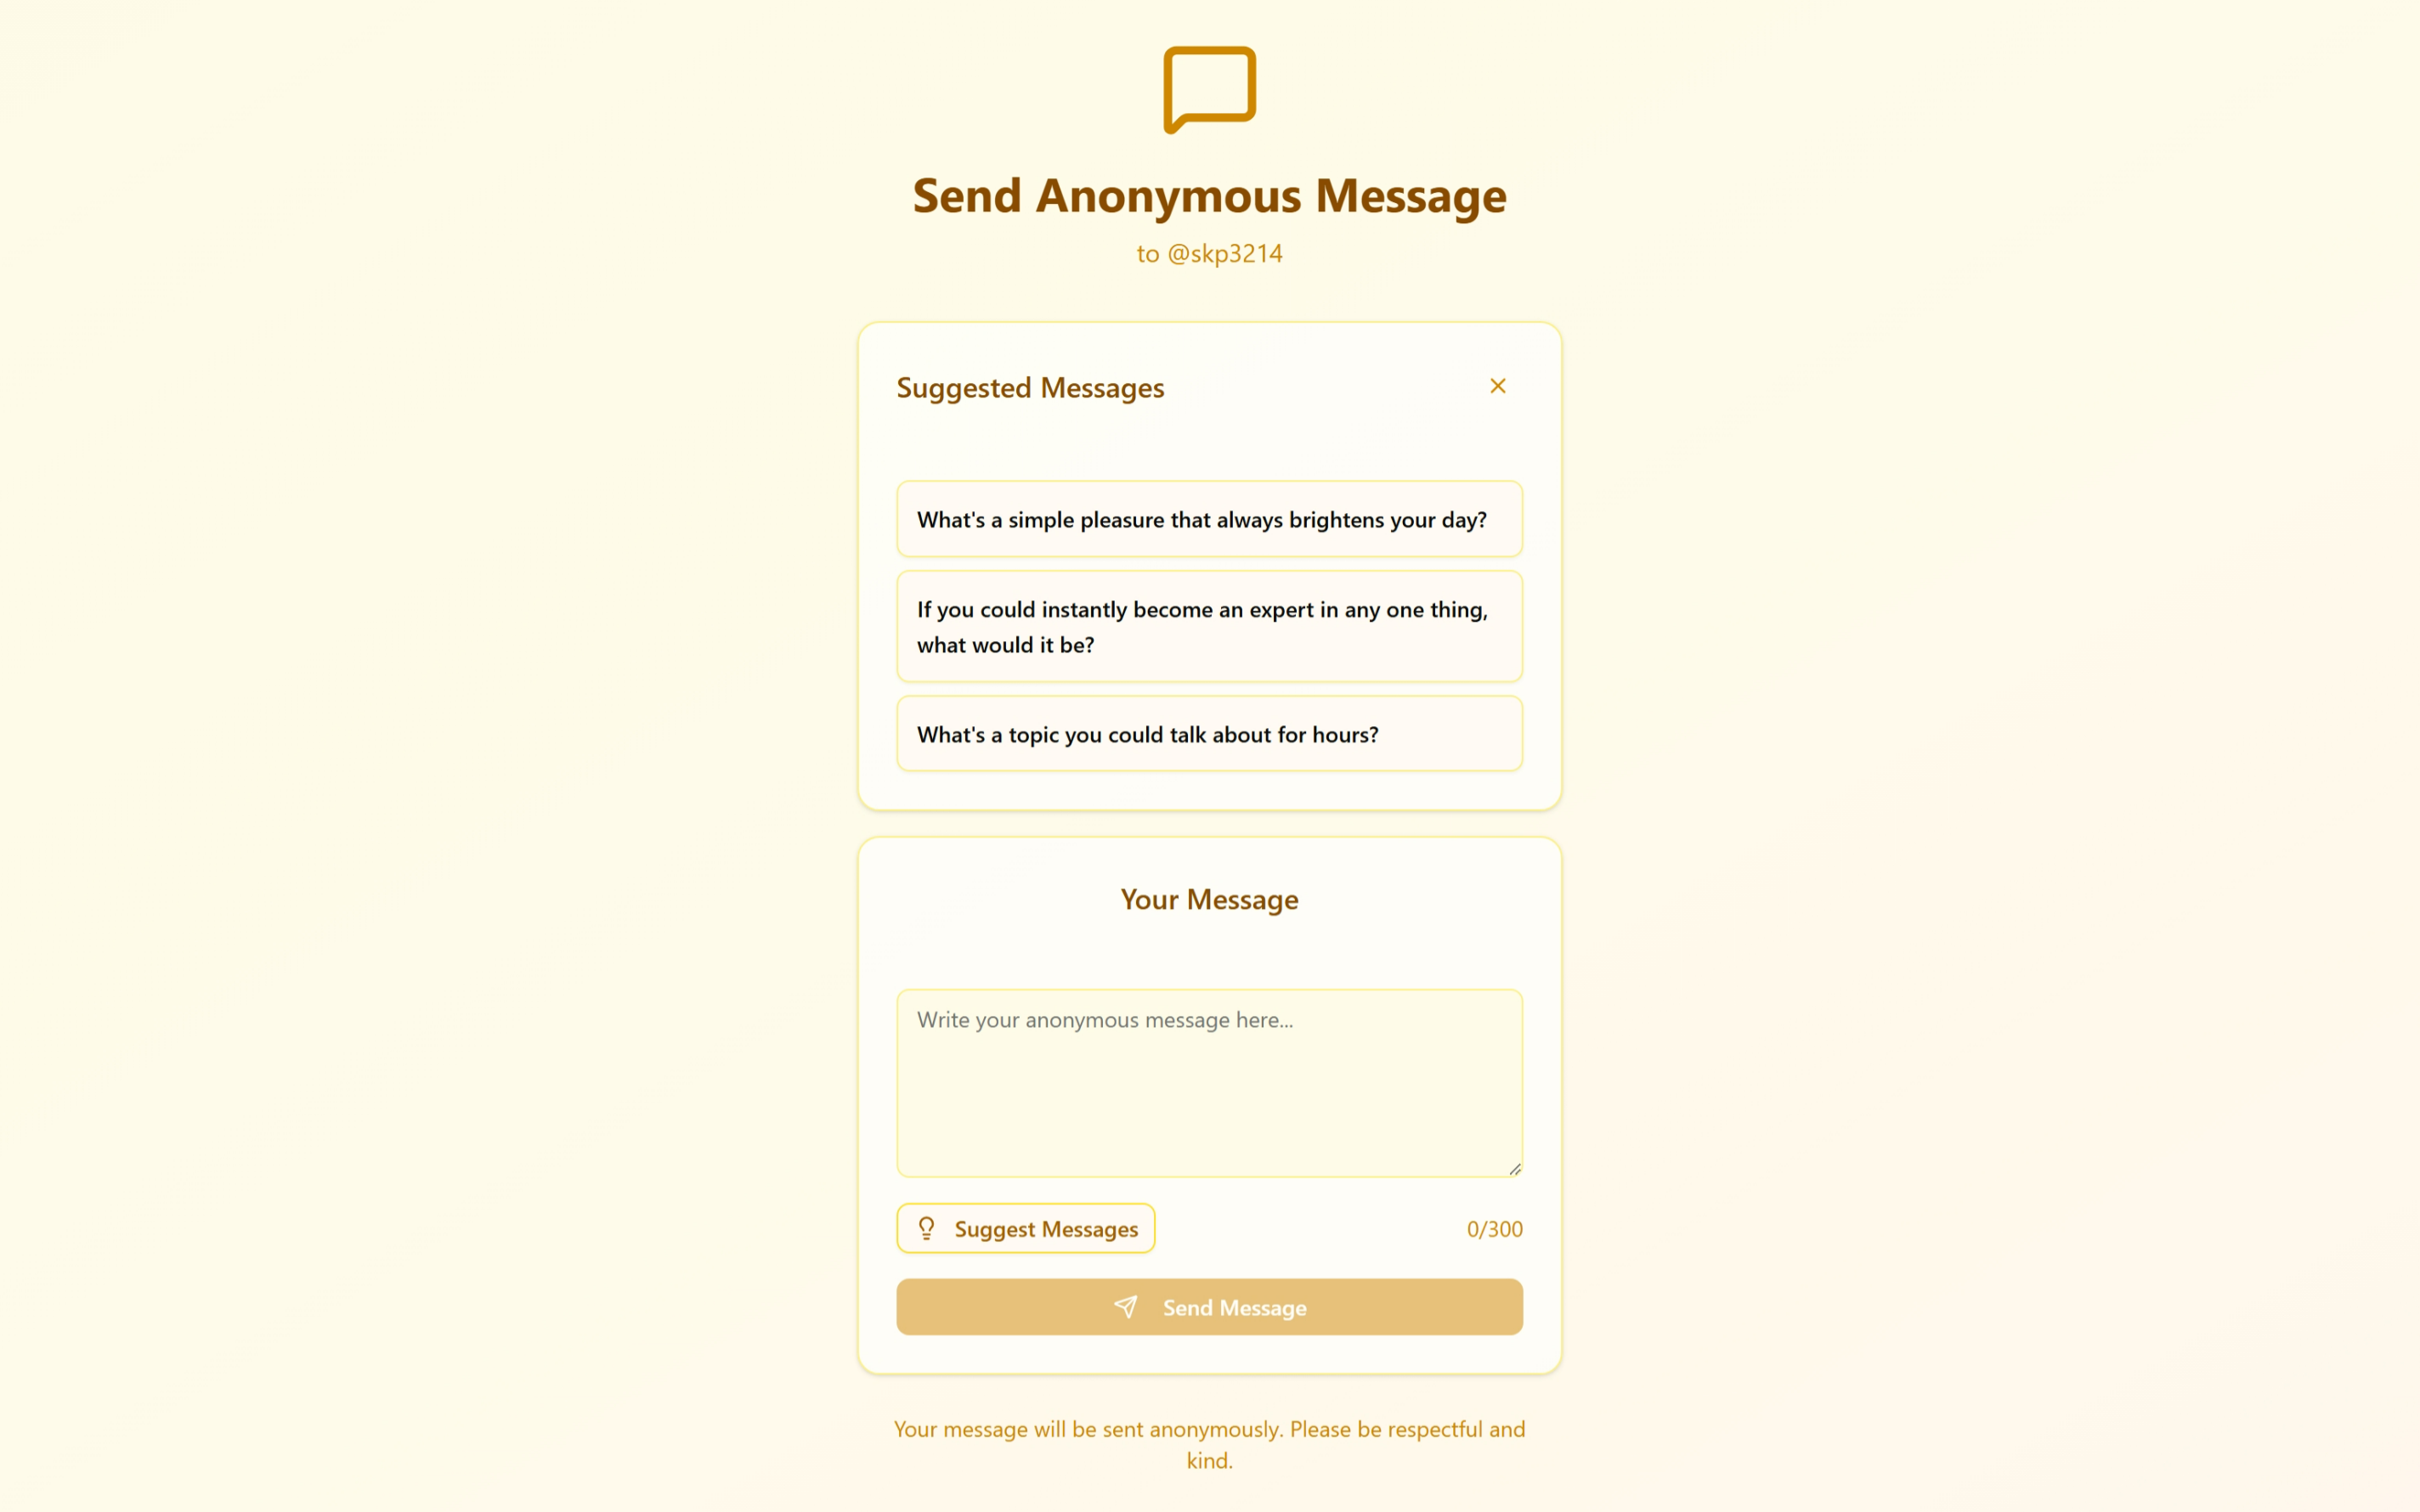 Send Anonymous Message
to @skp3214
Suggested Messages
What's a simple pleasure that always brightens your day?
If you could instantly become an expert in any one thing,
what would it be?
What's a topic you could talk about for hours?
Your Message
Write your anonymous message here...
Suggest Messages
0/300
Send Message
Your message will be sent anonymously. Please be respectful and
kind.